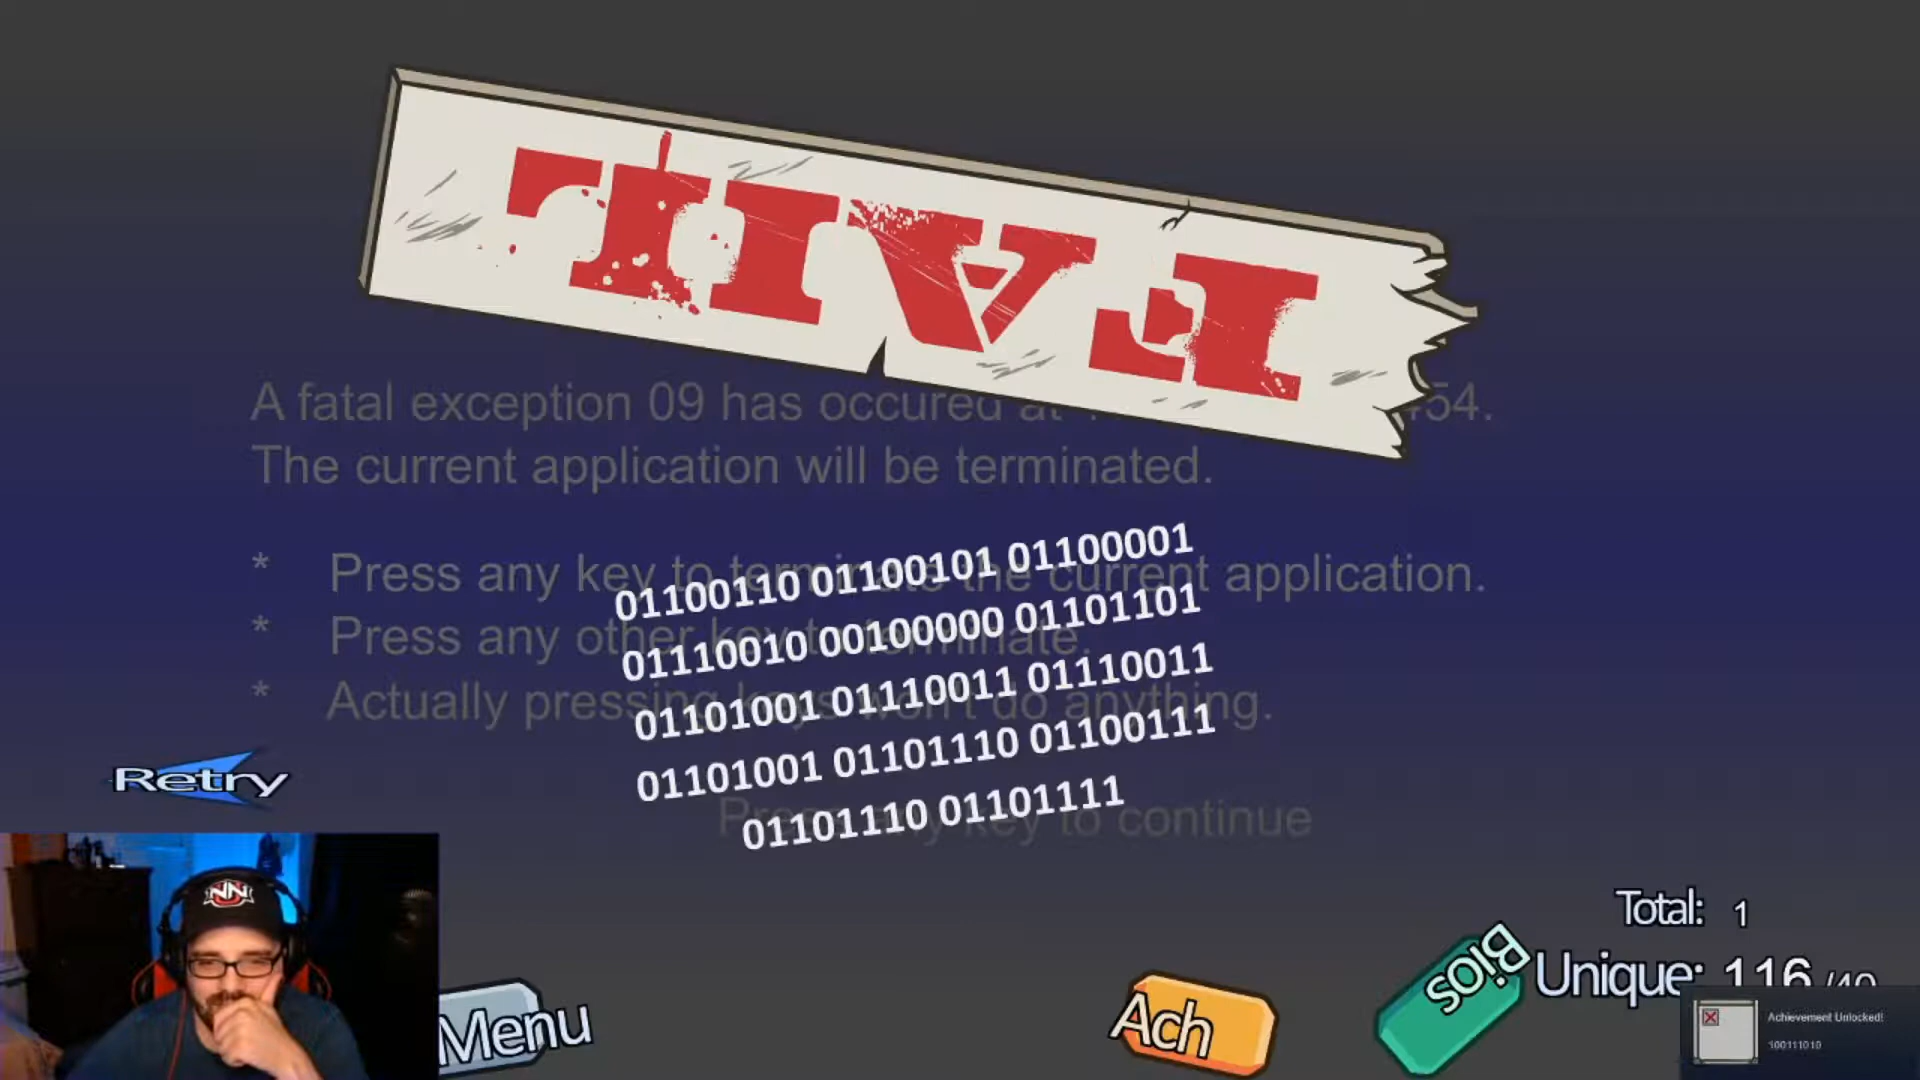 FAIL
A fatal exception 09 has occured at
454.
The current application will be terminated.
01100110 01100101 01100001
* Press any key to terminate the current application.
01110010 00100000 01101101
* Press any other key to terminate.
01101001 01110011 01110011
* Actually pressing keys won't do anything.
01101001 01101110 01100111
01101110 01101111
Press any key to continue
Retry
NN
Total: 1
Unique: 116 /40
Menu
Ach
Bios
Achievement Unlocked!
100111010